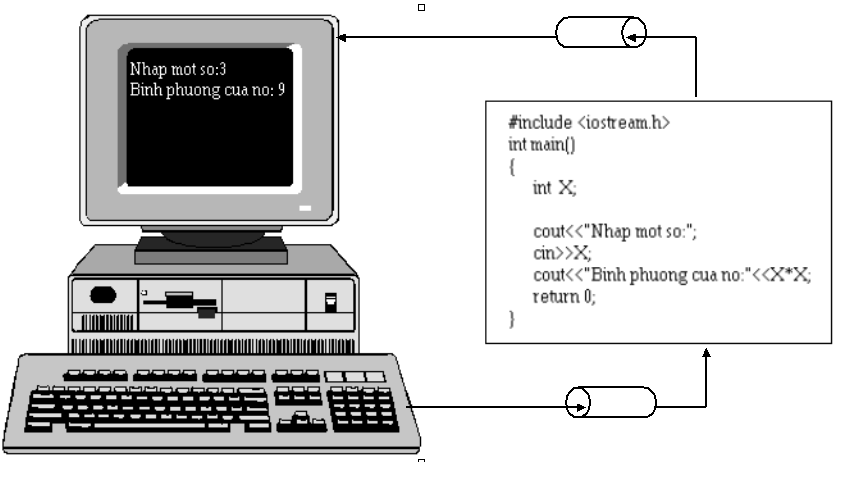 Nhap mot so:3
Binh phuong cua no: 9
#include <iostream.h>
int main()
{
int X;
cout<<"Nhap mot so:";
cin>>X;
cout<<"Binh phuong cua no:"<<X*X;
return 0;
}